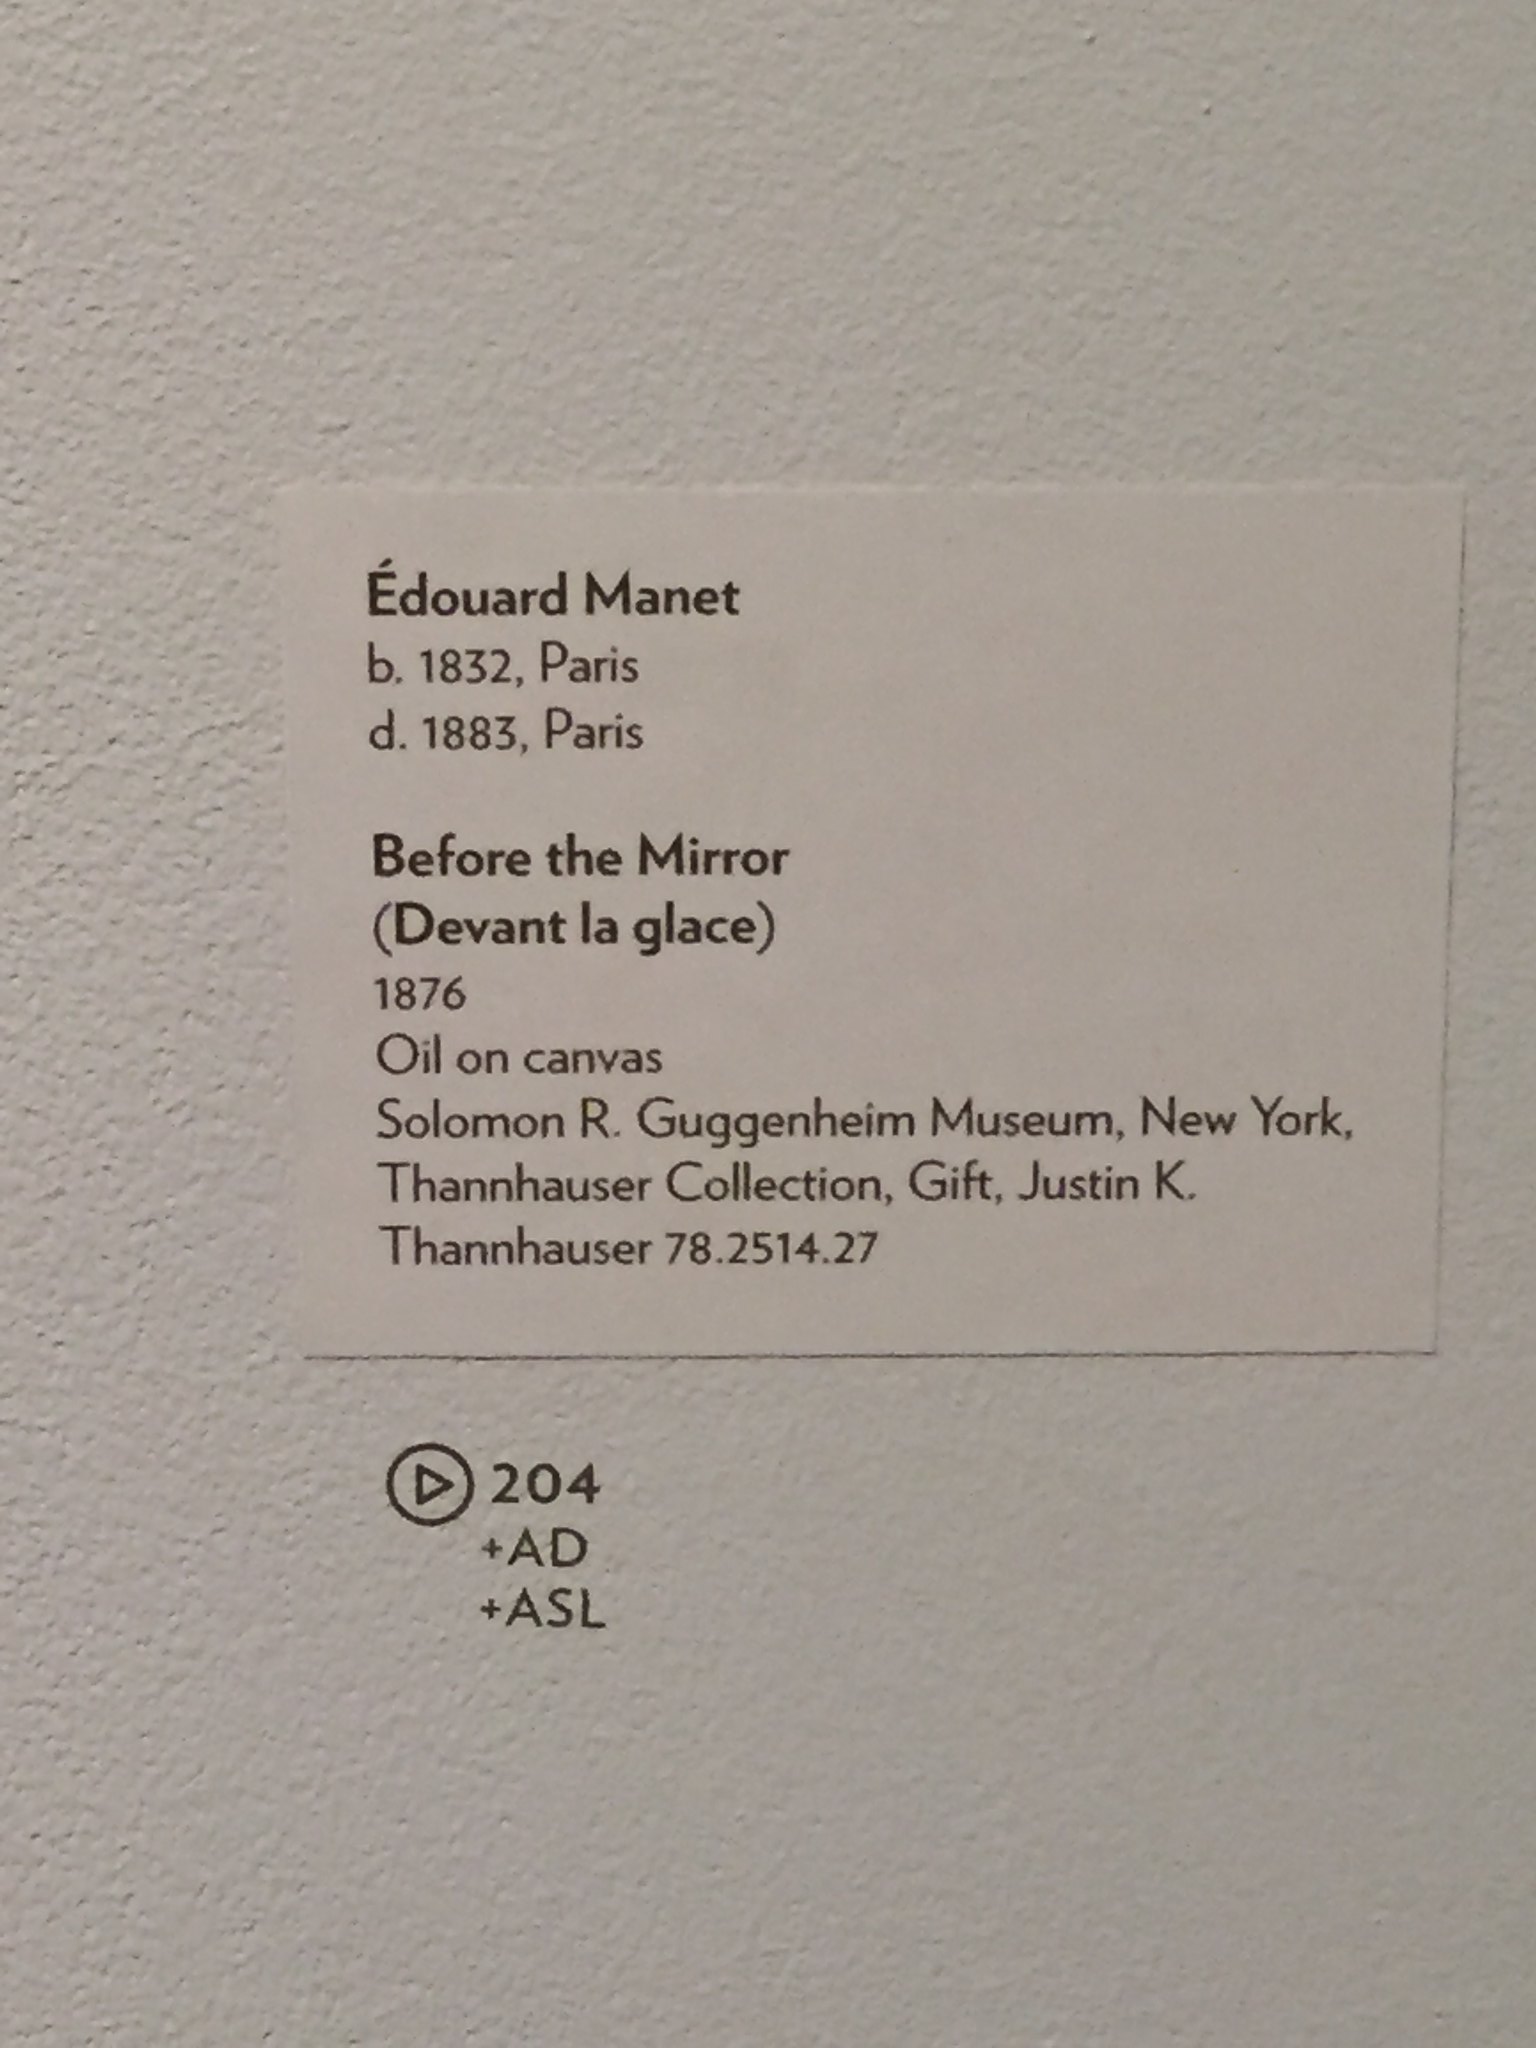 Édouard Manet
b. 1832, Paris
d. 1883, Paris
Before the Mirror
(Devant la glace)
1876
Oil on canvas
Solomon R. Guggenheim Museum, New York,
Thannhauser Collection, Gift, Justin K.
Thannhauser 78.2514.27
204
+AD
+ASL